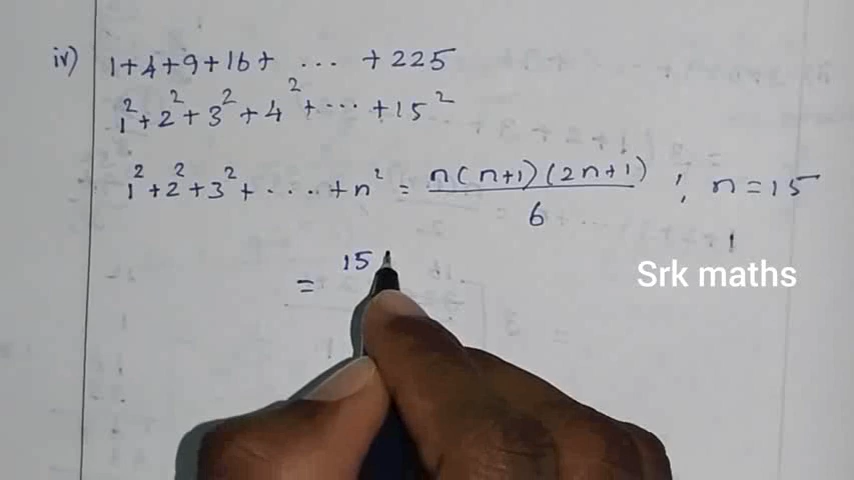 iv) 1+4+9+16+ ... +225
1²+2²+3²+4²+...+15²
1²+2²+3²+....+n² = n(n+1)(2n+1)/6 ; n=15
= 15
Srk maths